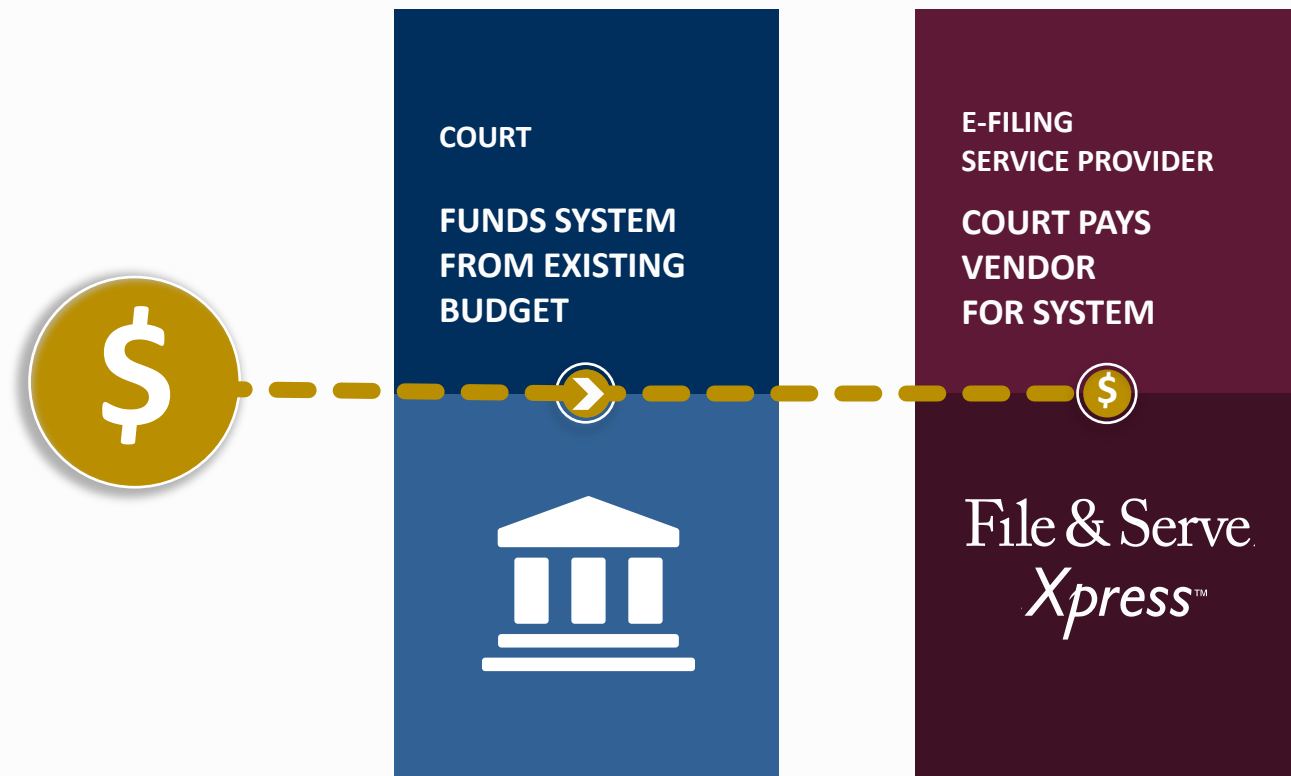 COURT
FUNDS SYSTEM
FROM EXISTING
BUDGET
E-FILING
SERVICE PROVIDER
COURT PAYS
VENDOR
FOR SYSTEM
$
$
File & Serve
Xpress™